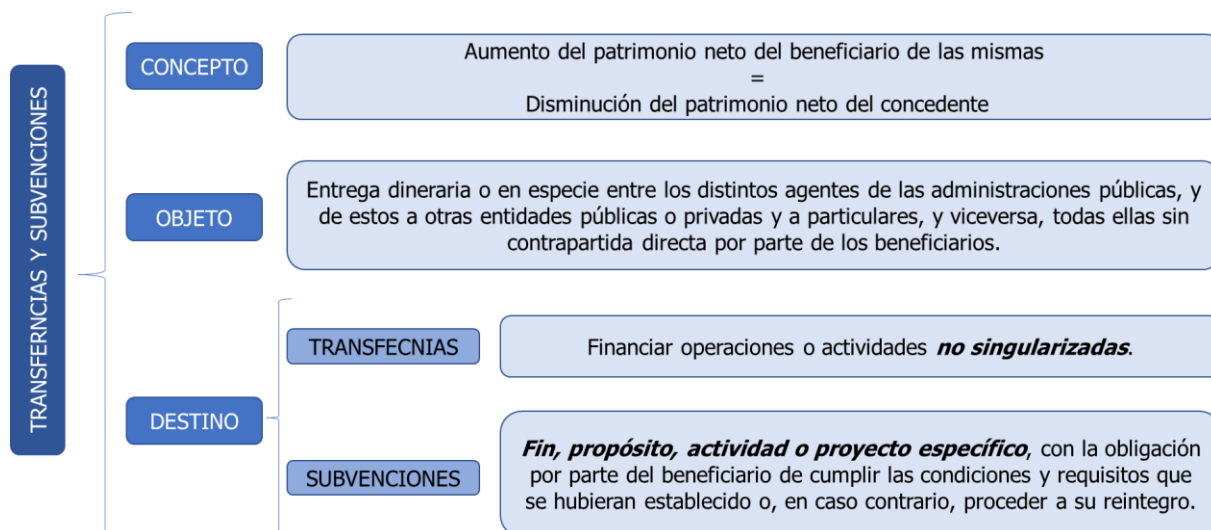 TRANSFERNCIAS Y SUBVENCIONES
CONCEPTO
Aumento del patrimonio neto del beneficiario de las mismas
=
Disminución del patrimonio neto del concedente
OBJETO
Entrega dineraria o en especie entre los distintos agentes de las administraciones públicas, y
de estos a otras entidades públicas o privadas y a particulares, y viceversa, todas ellas sin
contrapartida directa por parte de los beneficiarios.
DESTINO
TRANSFECNIAS
Financiar operaciones o actividades no singularizadas.
SUBVENCIONES
Fin, propósito, actividad o proyecto específico, con la obligación
por parte del beneficiario de cumplir las condiciones y requisitos que
se hubieran establecido o, en caso contrario, proceder a su reintegro.